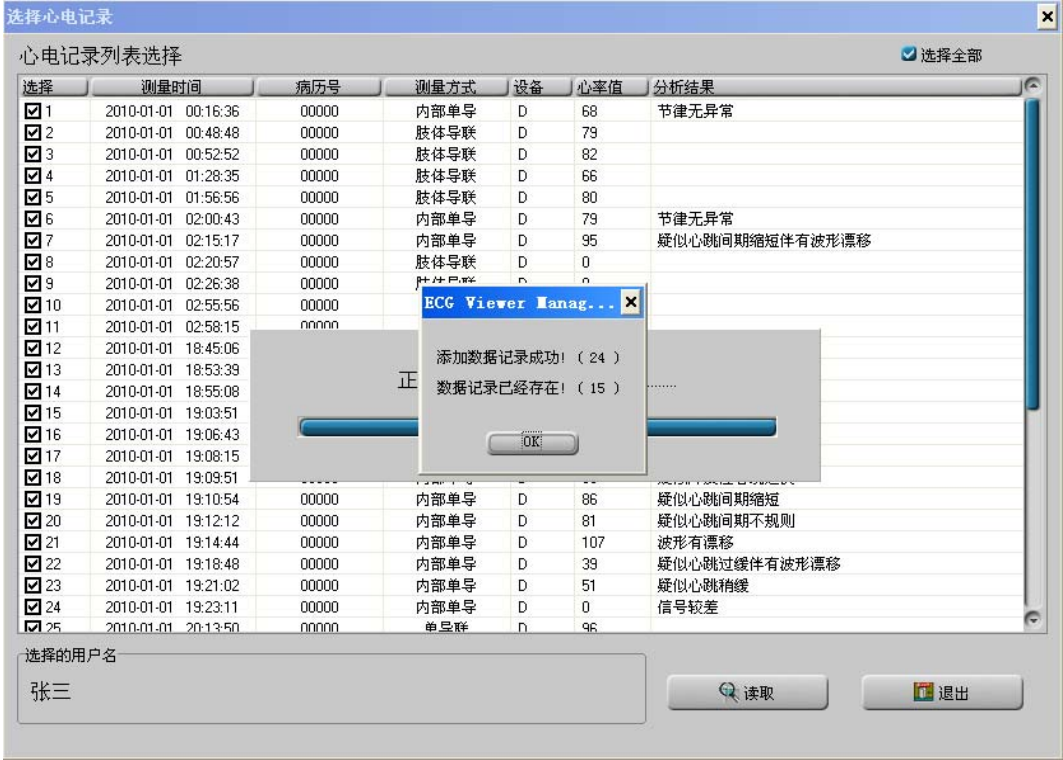 选择心电记录
心电记录列表选择 选择全部
选择 测量时间 病历号 测量方式 设备 心率值 分析结果
1 2010-01-01 00:16:36 00000 内部单导 D 68 节律无异常
2 2010-01-01 00:48:48 00000 肢体导联 D 79
3 2010-01-01 00:52:52 00000 肢体导联 D 82
4 2010-01-01 01:28:35 00000 肢体导联 D 66
5 2010-01-01 01:56:56 00000 肢体导联 D 80
6 2010-01-01 02:00:43 00000 内部单导 D 79 节律无异常
7 2010-01-01 02:15:17 00000 内部单导 D 95 疑似心跳间期缩短伴有波形漂移
8 2010-01-01 02:20:57 00000 肢体导联 D 0
9 2010-01-01 02:26:38 00000
10 2010-01-01 02:55:56 00000
11 2010-01-01 02:58:15 00000
12 2010-01-01 18:45:06
13 2010-01-01 18:53:39
14 2010-01-01 18:55:08
15 2010-01-01 19:03:51
16 2010-01-01 19:06:43
17 2010-01-01 19:08:15
18 2010-01-01 19:09:51
ECG Viewer Manag...
添加数据记录成功! ( 24 )
正 ........
数据记录已经存在! ( 15 )
OK
19 2010-01-01 19:10:54 00000 内部单导 D 86 疑似心跳间期缩短
20 2010-01-01 19:12:12 00000 内部单导 D 81 疑似心跳间期不规则
21 2010-01-01 19:14:44 00000 内部单导 D 107 波形有漂移
22 2010-01-01 19:18:48 00000 内部单导 D 39 疑似心跳过缓伴有波形漂移
23 2010-01-01 19:21:02 00000 内部单导 D 51 疑似心跳稍缓
24 2010-01-01 19:23:11 00000 内部单导 D 0 信号较差
25 2010-01-01 20:13:50 00000 单导联 D 96
选择的用户名
张三
读取 退出